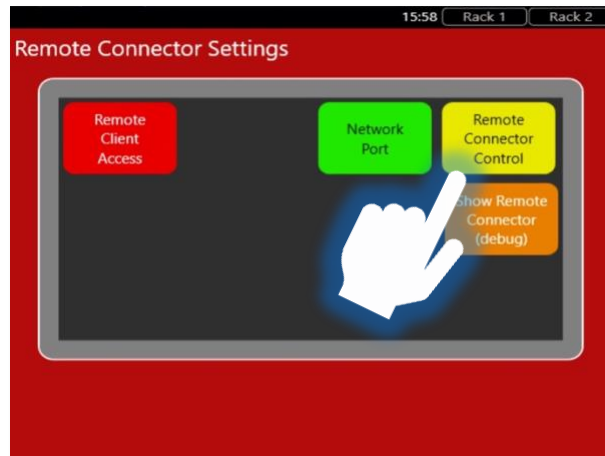 15:58 Rack 1 Rack 2
Remote Connector Settings
Remote
Client
Access
Network
Port
Remote
Connector
Control
Show Remote
Connector
(debug)